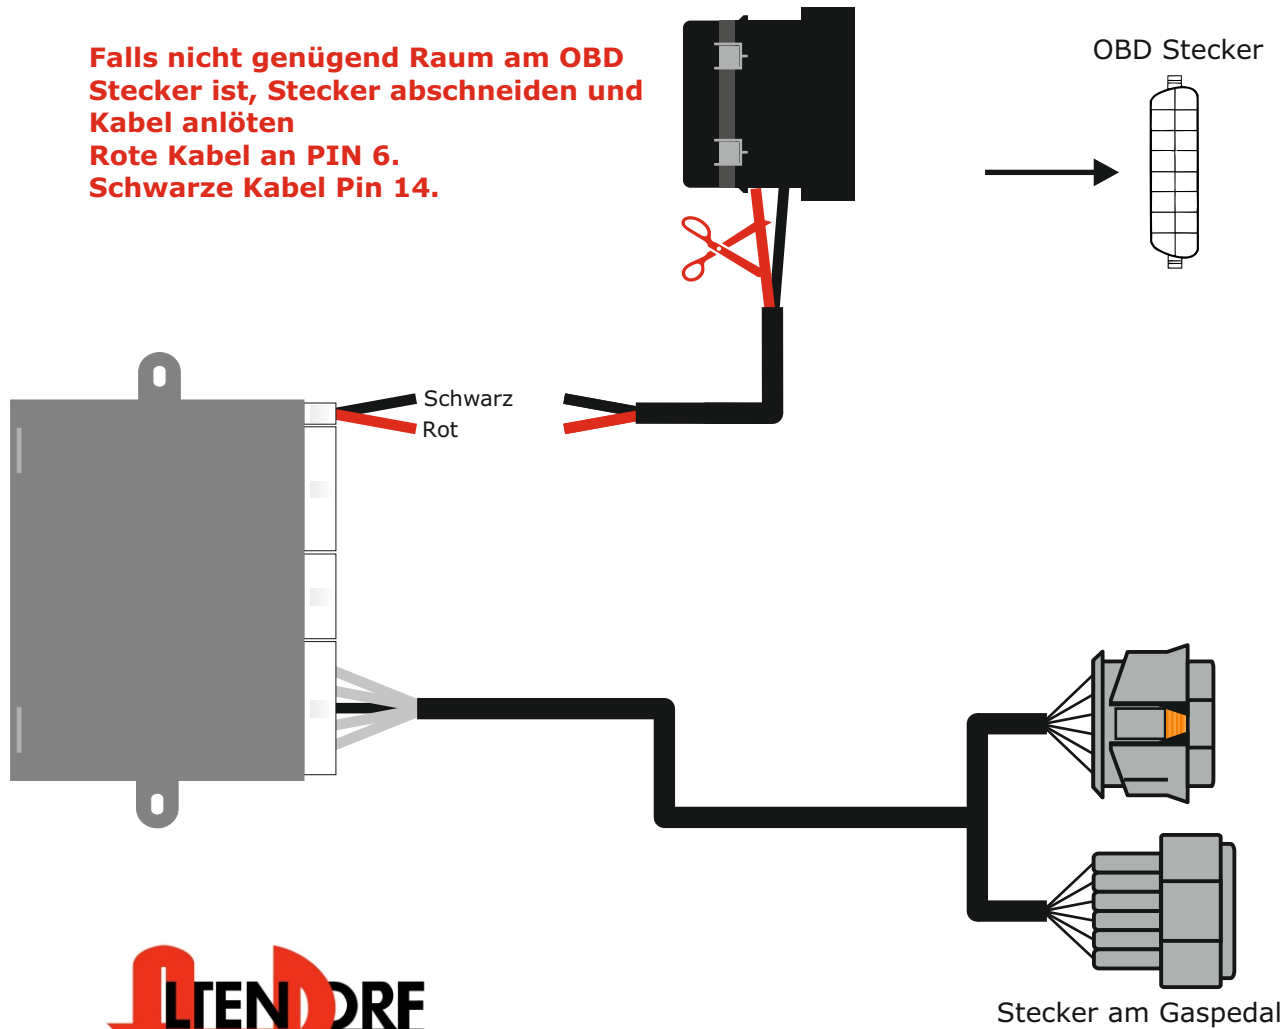 Falls nicht genügend Raum am OBD
Stecker ist, Stecker abschneiden und
Kabel anlöten
Rote Kabel an PIN 6.
Schwarze Kabel Pin 14.
OBD Stecker
Schwarz
Rot
Stecker am Gaspedal
ALTENDORF